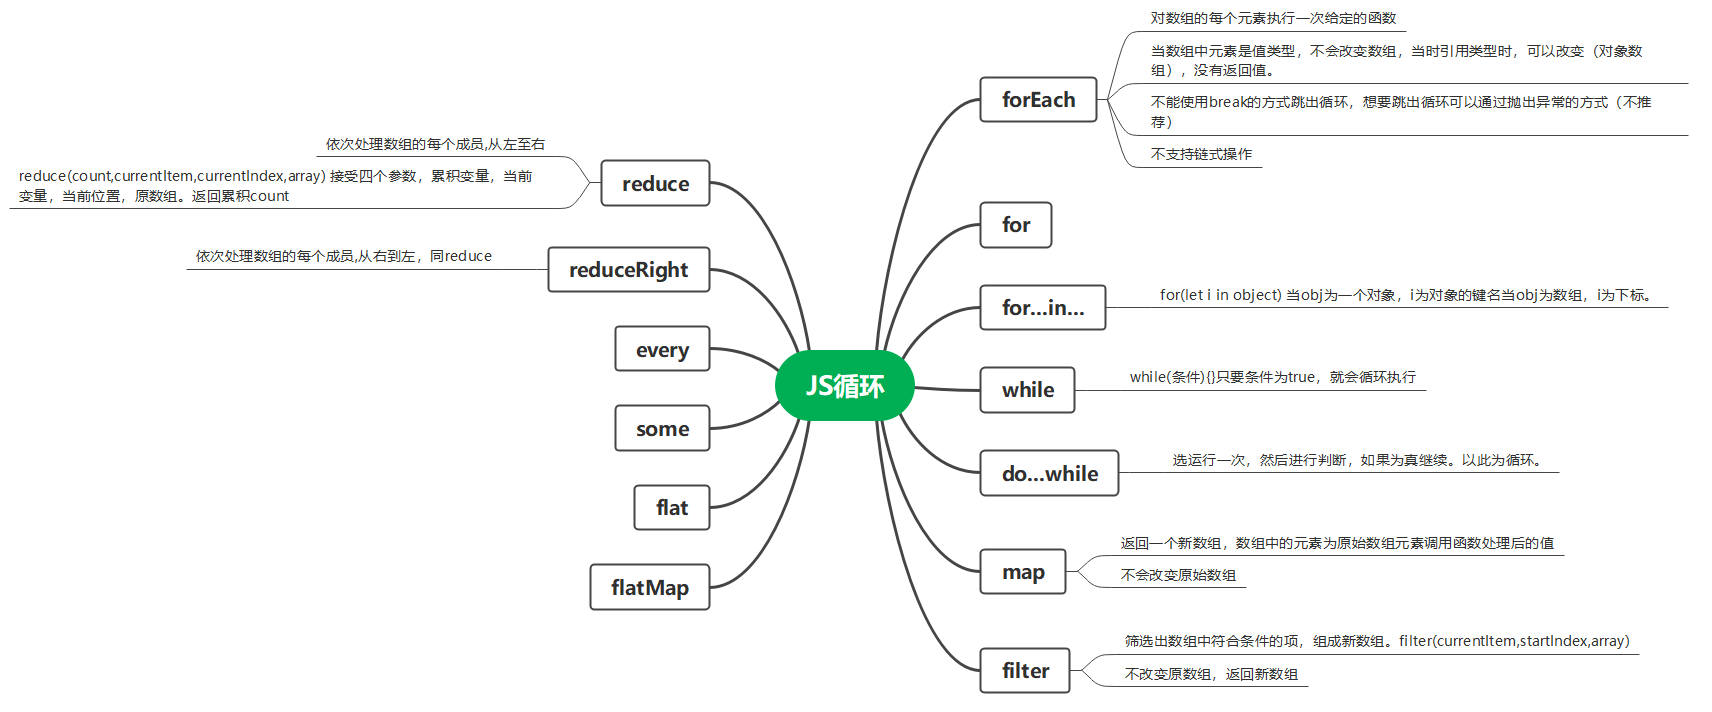 JS循环
forEach
对数组的每个元素执行一次给定的函数
当数组中元素是值类型，不会改变数组，当时引用类型时，可以改变（对象数
组），没有返回值。
不能使用break的方式跳出循环，想要跳出循环可以通过抛出异常的方式（不推
荐）
不支持链式操作
for
for...in...
for(let i in object) 当obj为一个对象，i为对象的键名当obj为数组，i为下标。
while
while(条件){}只要条件为true，就会循环执行
do...while
选运行一次，然后进行判断，如果为真继续。以此为循环。
map
返回一个新数组，数组中的元素为原始数组元素调用函数处理后的值
不会改变原始数组
filter
筛选出数组中符合条件的项，组成新数组。filter(currentItem,startIndex,array)
不改变原数组，返回新数组
reduce
依次处理数组的每个成员,从左至右
reduce(count,currentItem,currentIndex,array) 接受四个参数，累积变量，当前
变量，当前位置，原数组。返回累积count
reduceRight
依次处理数组的每个成员,从右到左，同reduce
every
some
flat
flatMap